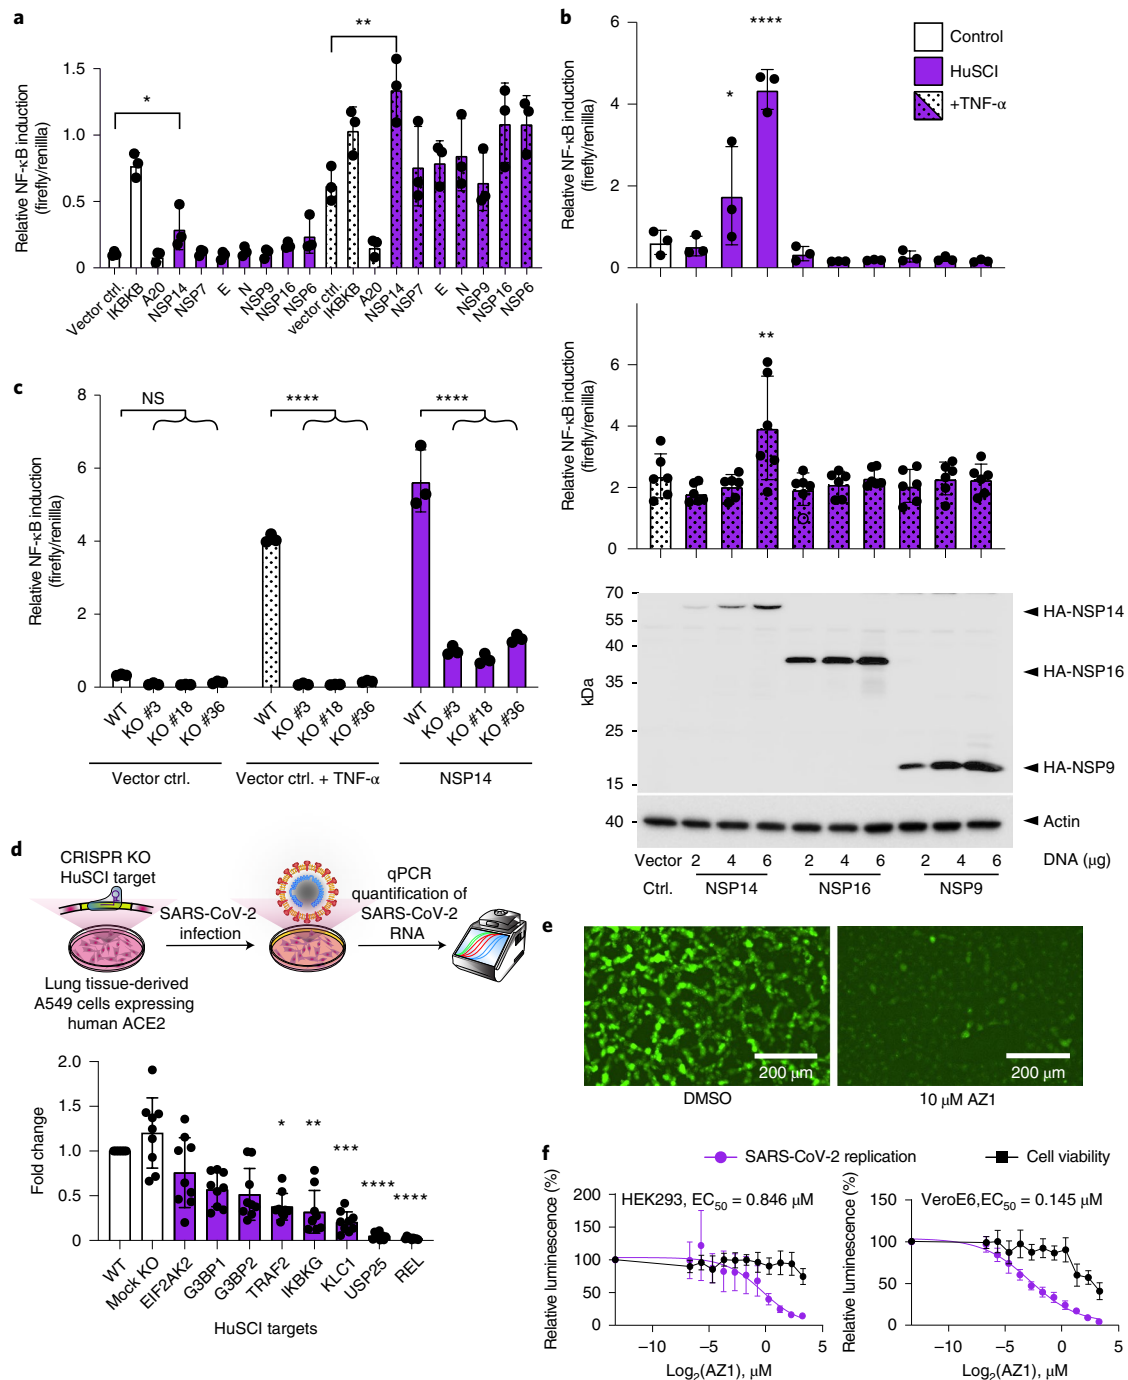 a
Relative NF-κB induction
(firefly/renilla)
1.5
1.0
0.5
0
*
**
Vector ctrl.
IKBKB
A20
NSP14
NSP7
E
N
NSP9
NSP16
NSP6
vector ctrl.
IKBKB
A20
NSP14
NSP7
E
N
NSP9
NSP16
NSP6
b
Relative NF-κB induction
(firefly/renillla)
6
4
2
0
*
****
Control
HuSCI
+TNF-α
Relative NF-κB induction
(firefly/renillla)
6
4
2
0
**
kDa
70
55
40
35
25
15
40
HA-NSP14
HA-NSP16
HA-NSP9
Actin
Vector 2 4 6 2 4 6 2 4 6 DNA (μg)
Ctrl. NSP14 NSP16 NSP9
c
Relative NF-κB induction
(firefly/renillla)
8
6
4
2
0
NS
****
****
WT
KO #3
KO #18
KO #36
WT
KO #3
KO #18
KO #36
WT
KO #3
KO #18
KO #36
Vector ctrl.
Vector ctrl. + TNF-α
NSP14
d
CRISPR KO
HuSCI target
SARS-CoV-2
infection
qPCR
quantification of
SARS-CoV-2
RNA
Lung tissue-derived
A549 cells expressing
human ACE2
Fold change
2.0
1.5
1.0
0.5
0
*
**
***
****
****
WT
Mock KO
EIF2AK2
G3BP1
G3BP2
TRAF2
IKBKG
KLC1
USP25
REL
HuSCI targets
e
200 μm
200 μm
DMSO
10 μM AZ1
f
SARS-CoV-2 replication
Cell viability
Relative luminescence (%)
200
150
100
50
0
HEK293, EC50 = 0.846 μM
−10
−5
0
5
Log2(AZ1), μM
Relative luminescence (%)
150
100
50
0
VeroE6,EC50 = 0.145 μM
−10
−5
0
5
Log2(AZ1), μM